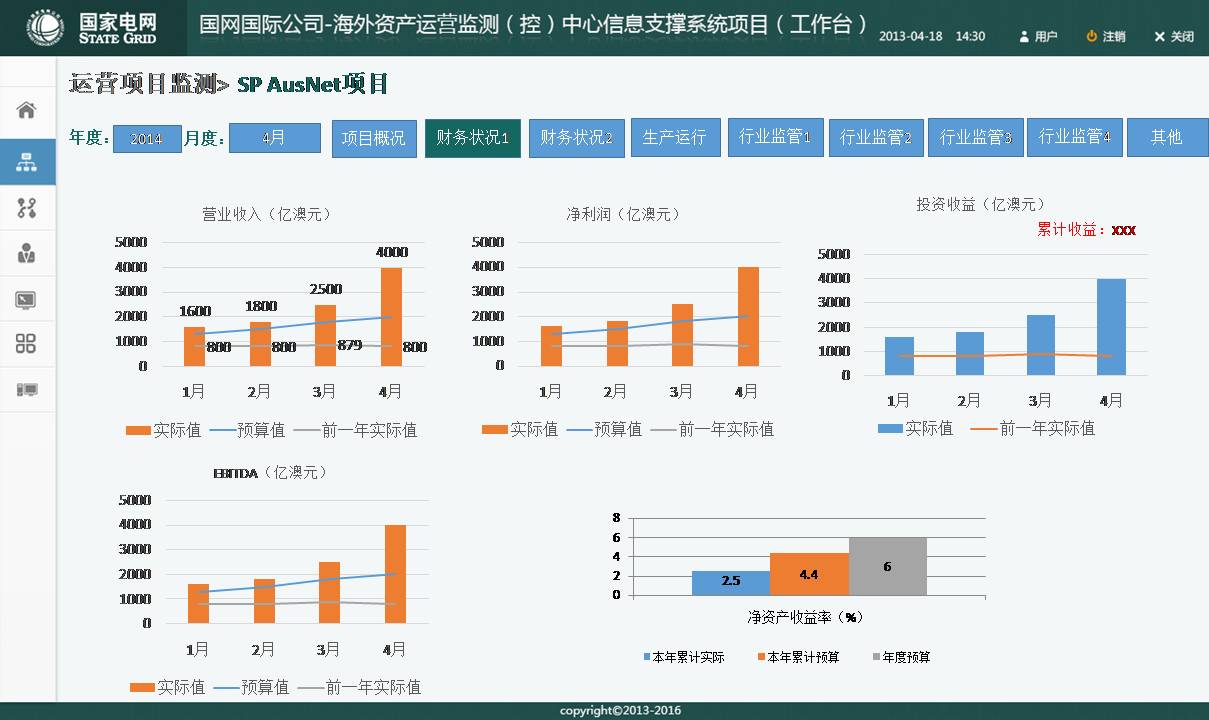 国家电网
STATE GRID
国网国际公司-海外资产运营监测（控）中心信息支撑系统项目（工作台）
2013-04-18 14:30 用户 注销 关闭
运营项目监测> SP AusNet项目
年度： 2014 月度： 4月 项目概况 财务状况1 财务状况2 生产运行 行业监管1 行业监管2 行业监管3 行业监管4 其他
营业收入（亿澳元）
5000
4000
3000
2000
1000
0
1600 1800 2500 4000
800 800 879 800
1月 2月 3月 4月
实际值 预算值 前一年实际值
净利润（亿澳元）
5000
4000
3000
2000
1000
0
1月 2月 3月 4月
实际值 预算值 前一年实际值
投资收益（亿澳元）
累计收益：xxx
5000
4000
3000
2000
1000
0
1月 2月 3月 4月
实际值 前一年实际值
EBITDA（亿澳元）
5000
4000
3000
2000
1000
0
1月 2月 3月 4月
实际值 预算值 前一年实际值
8
6
4
2
0
2.5 4.4 6
净资产收益率（%）
本年累计实际 本年累计预算 年度预算
copyright©2013-2016